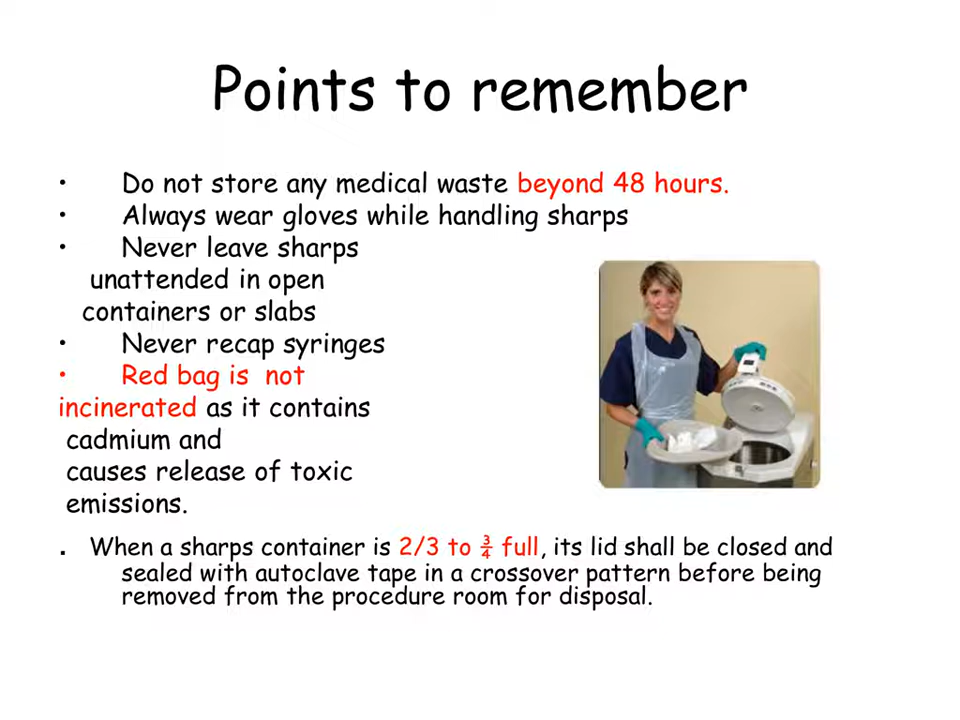 Points to remember
• Do not store any medical waste beyond 48 hours.
• Always wear gloves while handling sharps
• Never leave sharps
unattended in open
containers or slabs
• Never recap syringes
• Red bag is not
incinerated as it contains
cadmium and
causes release of toxic
emissions.
. When a sharps container is 2/3 to ¾ full, its lid shall be closed and
sealed with autoclave tape in a crossover pattern before being
removed from the procedure room for disposal.